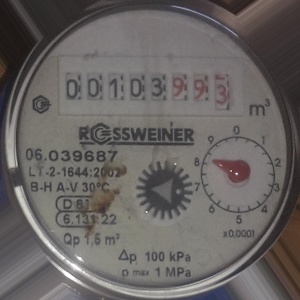 00103993
m³
ROSSWEINER
06.039687
LT-2-1644:2002
B-H A-V 30°C
D 81
6.131.22
Qp 1,5 m³
Δp 100 kPa
p max 1 MPa
0
1
2
3
4
5
6
7
8
9
x0,0001